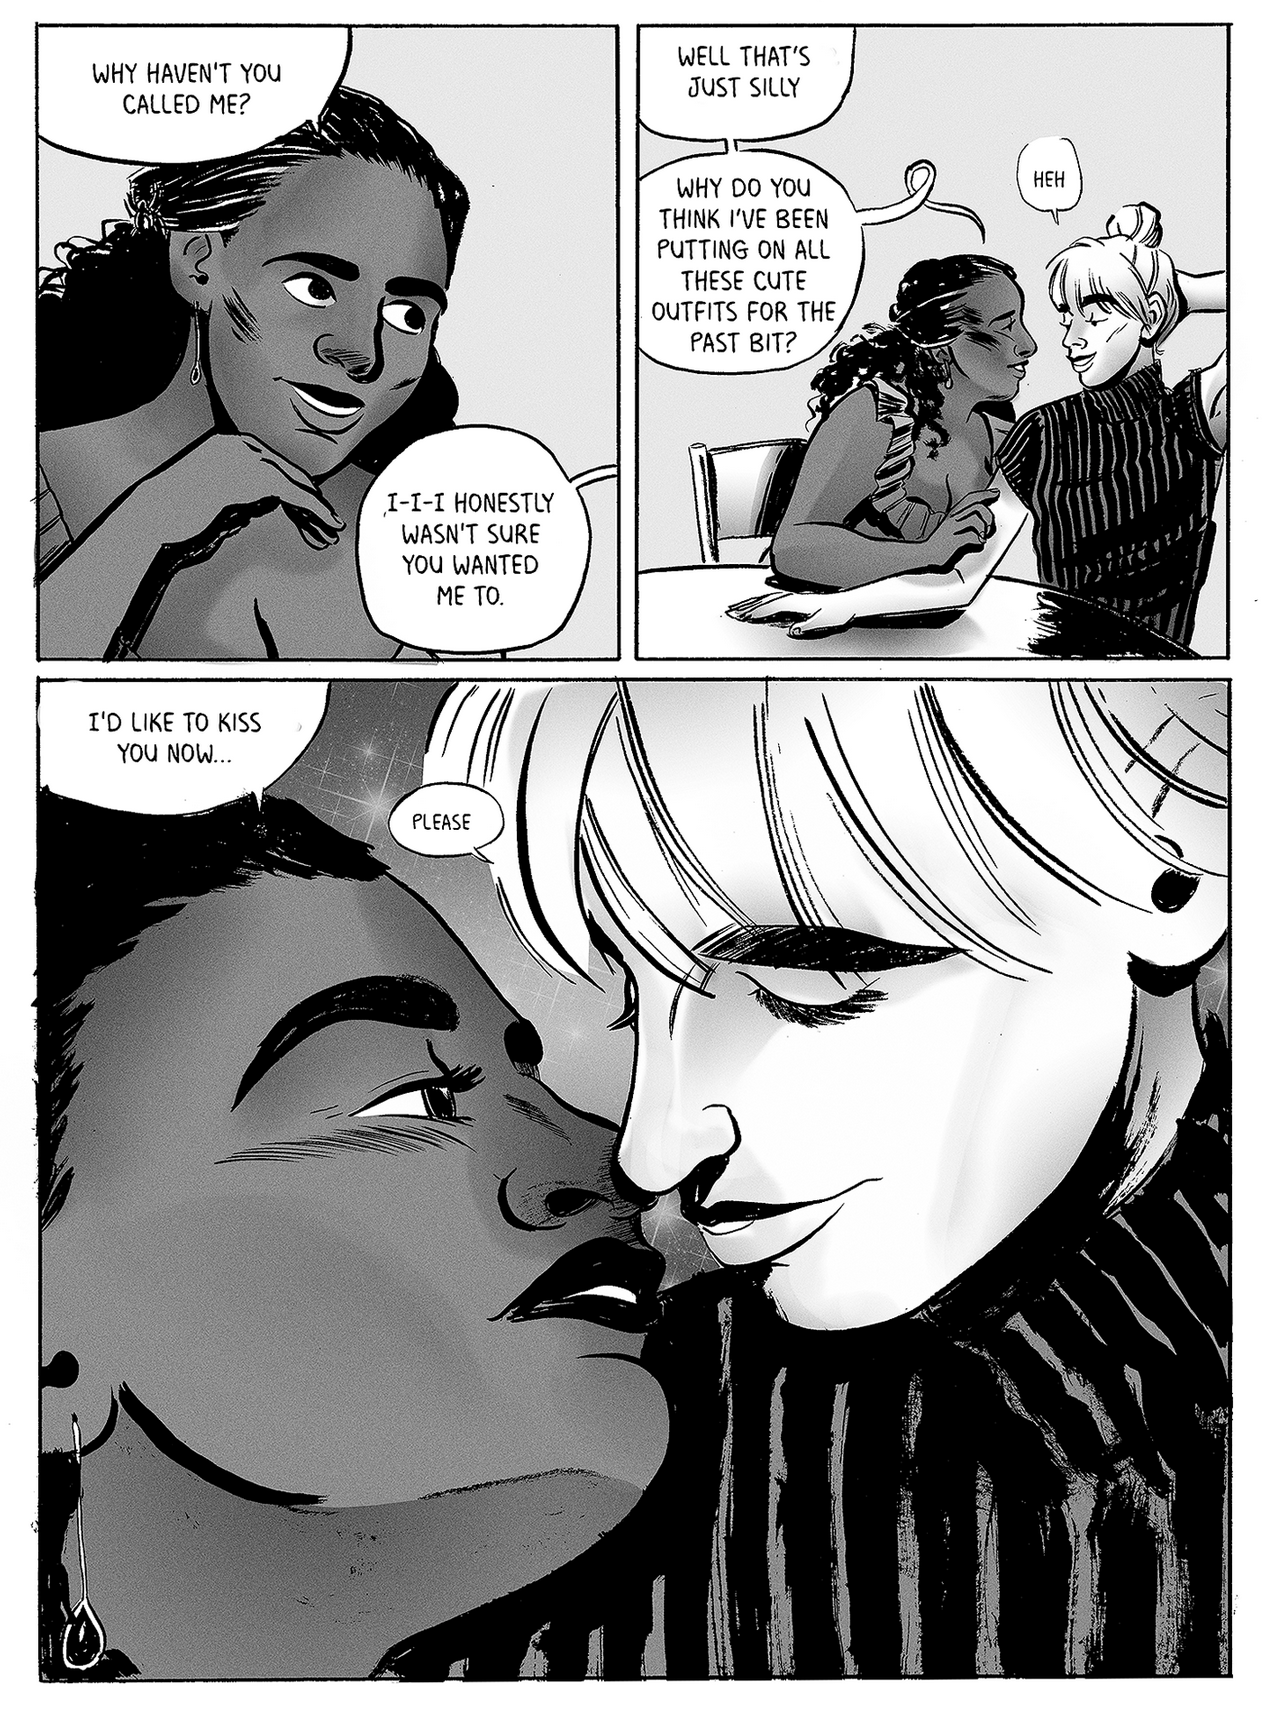 WHY HAVEN'T YOU
CALLED ME?
I-I-I HONESTLY
WASN'T SURE
YOU WANTED
ME TO.
WELL THAT'S
JUST SILLY
WHY DO YOU
THINK I'VE BEEN
PUTTING ON ALL
THESE CUTE
OUTFITS FOR THE
PAST BIT?
HEH
I'D LIKE TO KISS
YOU NOW...
PLEASE